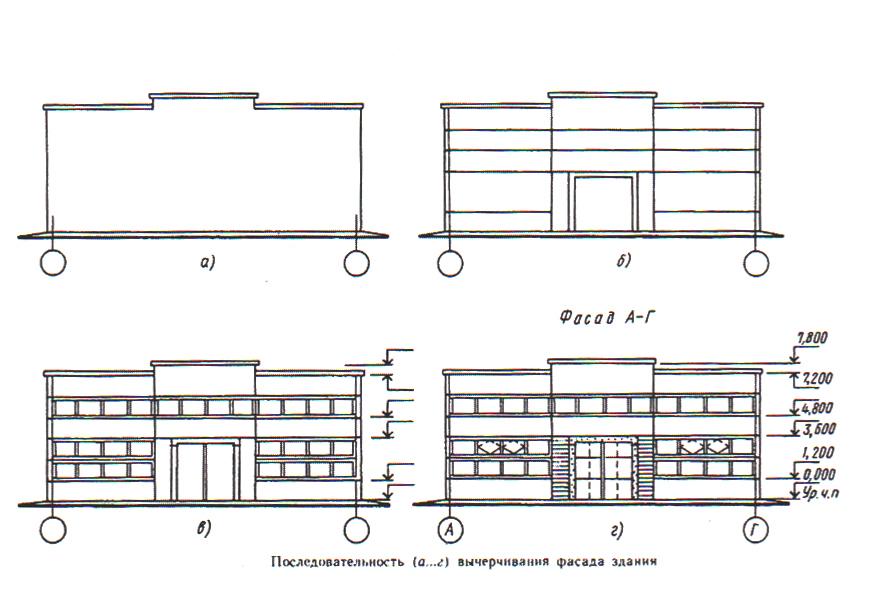 а)
б)
Фасад А-Г
7,800
7,200
4,800
3,600
1,200
0,000
Ур.ч.п
в)
А
г)
Г
Последовательность (а...г) вычерчивания фасада здания